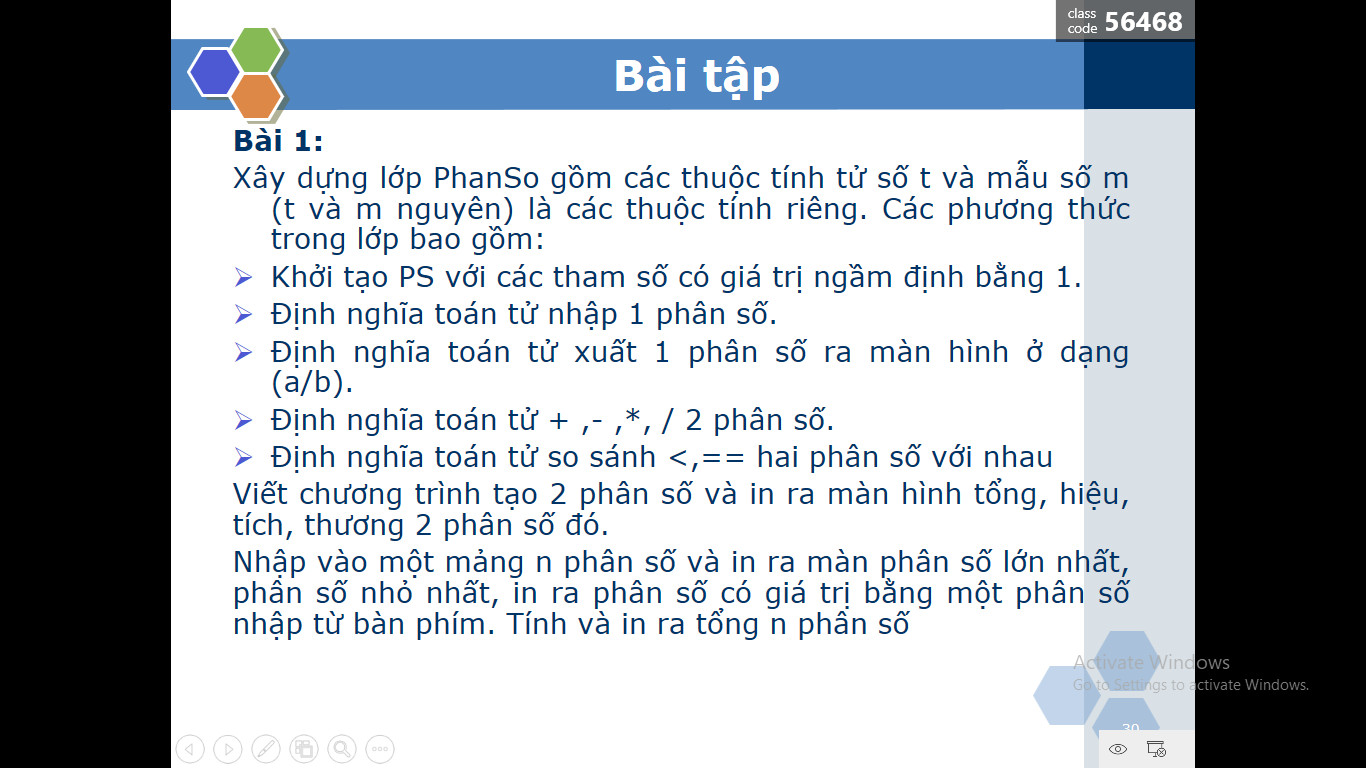 class
code 56468
Bài tập
Bài 1:
Xây dựng lớp PhanSo gồm các thuộc tính tử số t và mẫu số m
(t và m nguyên) là các thuộc tính riêng. Các phương thức
trong lớp bao gồm:
Khởi tạo PS với các tham số có giá trị ngầm định bằng 1.
Định nghĩa toán tử nhập 1 phân số.
Định nghĩa toán tử xuất 1 phân số ra màn hình ở dạng
(a/b).
Định nghĩa toán tử + ,- ,*, / 2 phân số.
Định nghĩa toán tử so sánh <,== hai phân số với nhau
Viết chương trình tạo 2 phân số và in ra màn hình tổng, hiệu,
tích, thương 2 phân số đó.
Nhập vào một mảng n phân số và in ra màn phân số lớn nhất,
phân số nhỏ nhất, in ra phân số có giá trị bằng một phân số
nhập từ bàn phím. Tính và in ra tổng n phân số
Activate Windows
Go to Settings to activate Windows.
30